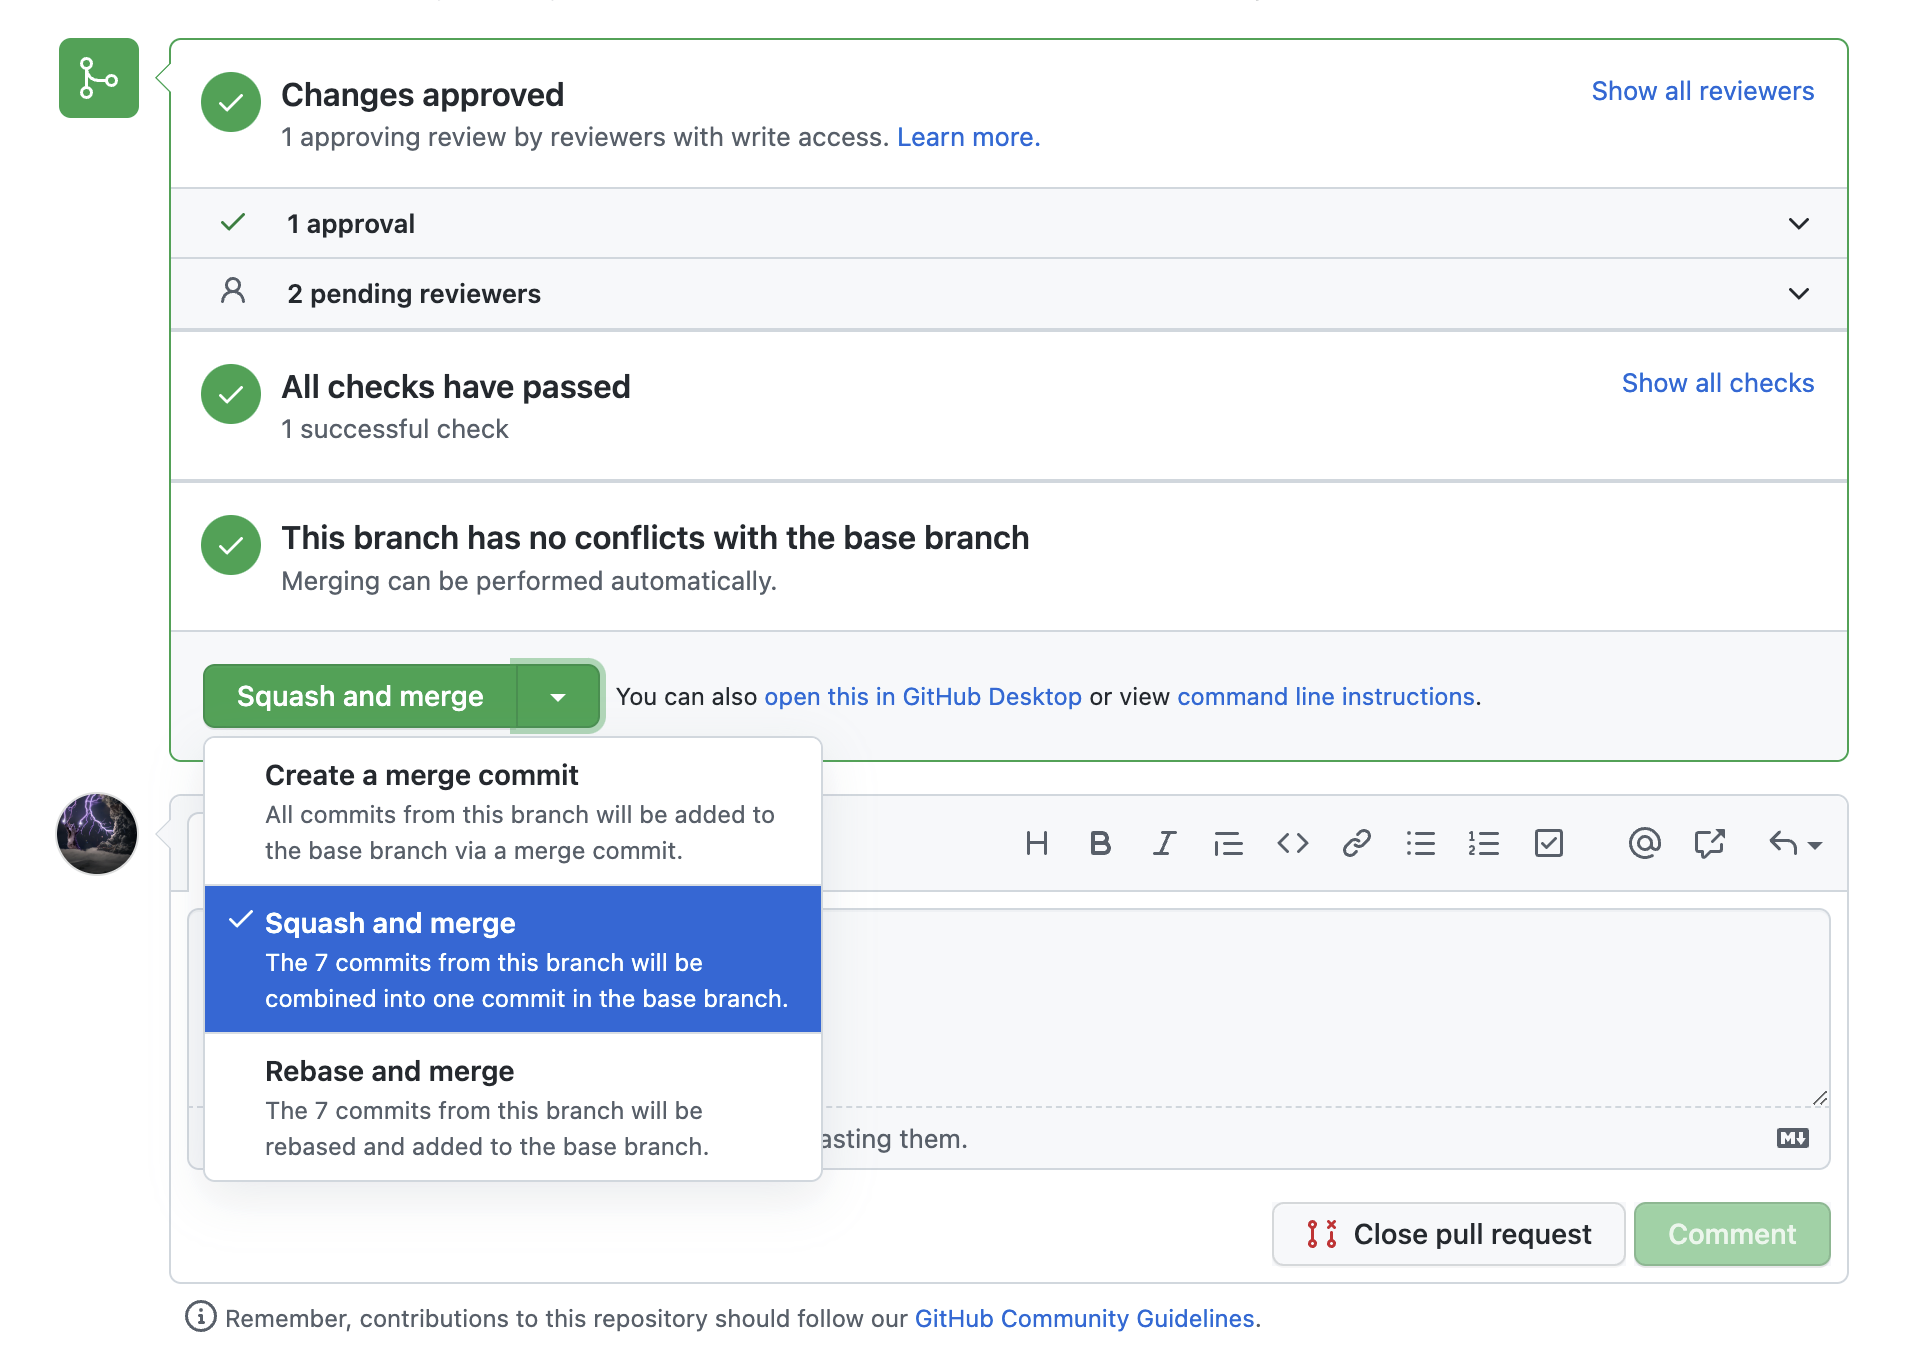 Changes approved
Show all reviewers
1 approving review by reviewers with write access. Learn more.
1 approval
2 pending reviewers
All checks have passed
Show all checks
1 successful check
This branch has no conflicts with the base branch
Merging can be performed automatically.
Squash and merge
You can also open this in GitHub Desktop or view command line instructions.
Create a merge commit
All commits from this branch will be added to
the base branch via a merge commit.
Squash and merge
The 7 commits from this branch will be
combined into one commit in the base branch.
Rebase and merge
The 7 commits from this branch will be
rebased and added to the base branch.
them.
Close pull request
Comment
Remember, contributions to this repository should follow our GitHub Community Guidelines.